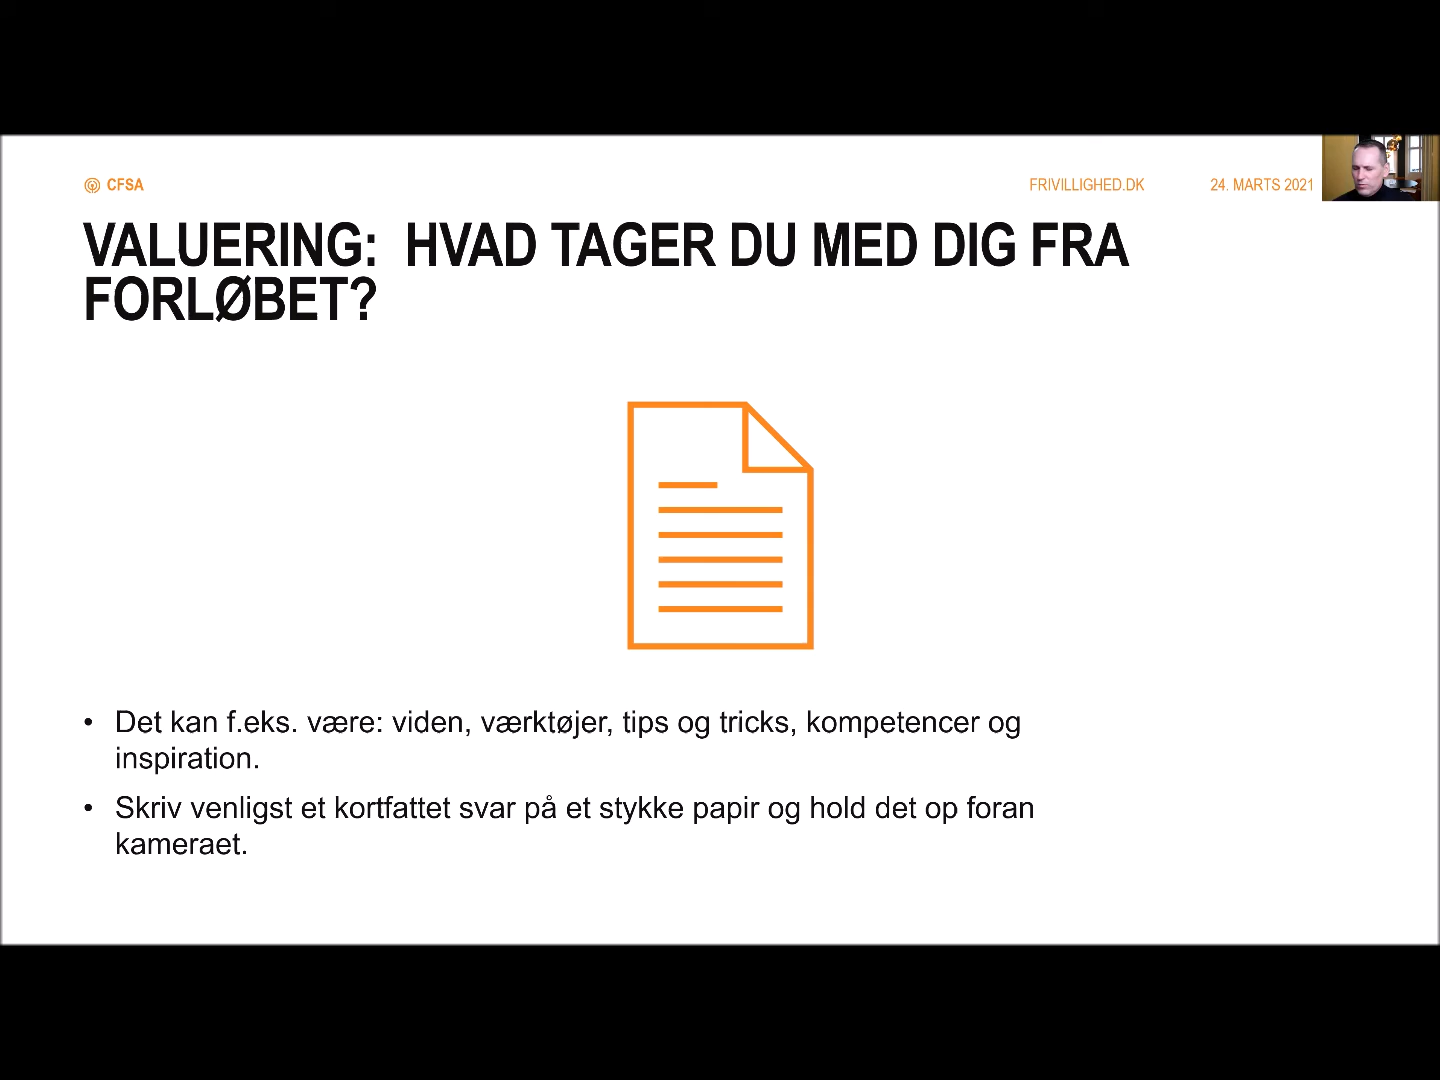 CFSA
FRIVILLIGHED.DK
24. MARTS 2021
VALUERING: HVAD TAGER DU MED DIG FRA
FORLØBET?
• Det kan f.eks. være: viden, værktøjer, tips og tricks, kompetencer og
inspiration.
• Skriv venligst et kortfattet svar på et stykke papir og hold det op foran
kameraet.